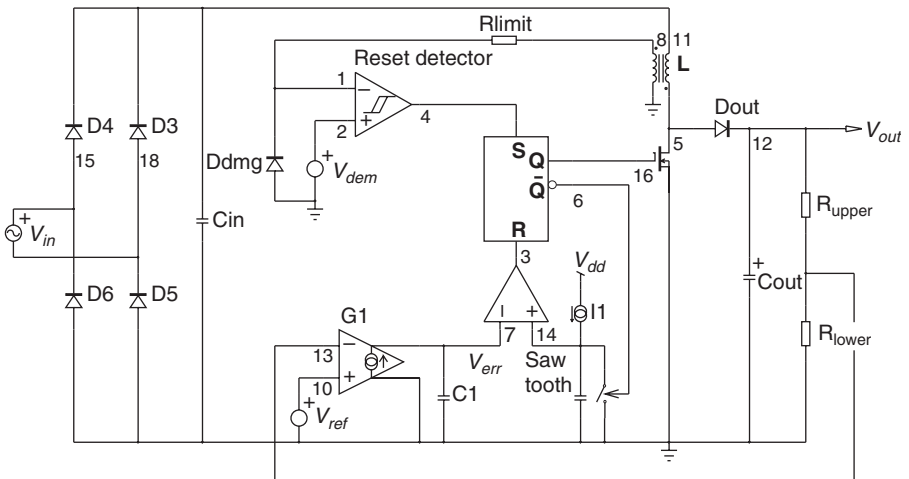 Rlimit
8 11
L
Reset detector
1
2
4
D4
D3
15
18
Ddmg
Vdem
S Q
Q̄
R
16
5
Dout
12
Vout
6
Cin
Vin
Rupper
3
Vdd
I1
Cout
D6
D5
G1
7
14
Rlower
13
10
Verr
Saw
tooth
C1
Vref